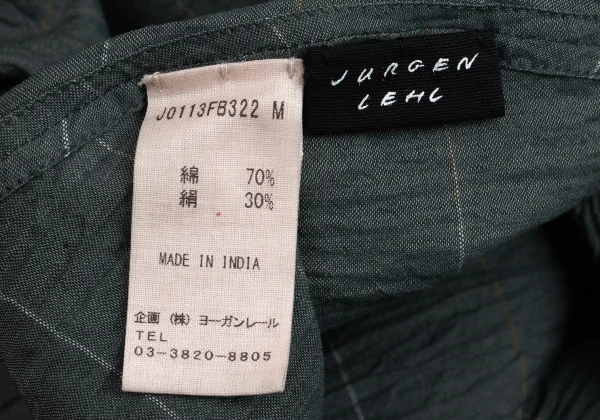 JURGEN
LEHL
J0113FB322 M
綿 70%
絹 30%
MADE IN INDIA
企画 (株) ヨーガンレール
TEL
03-3820-8805